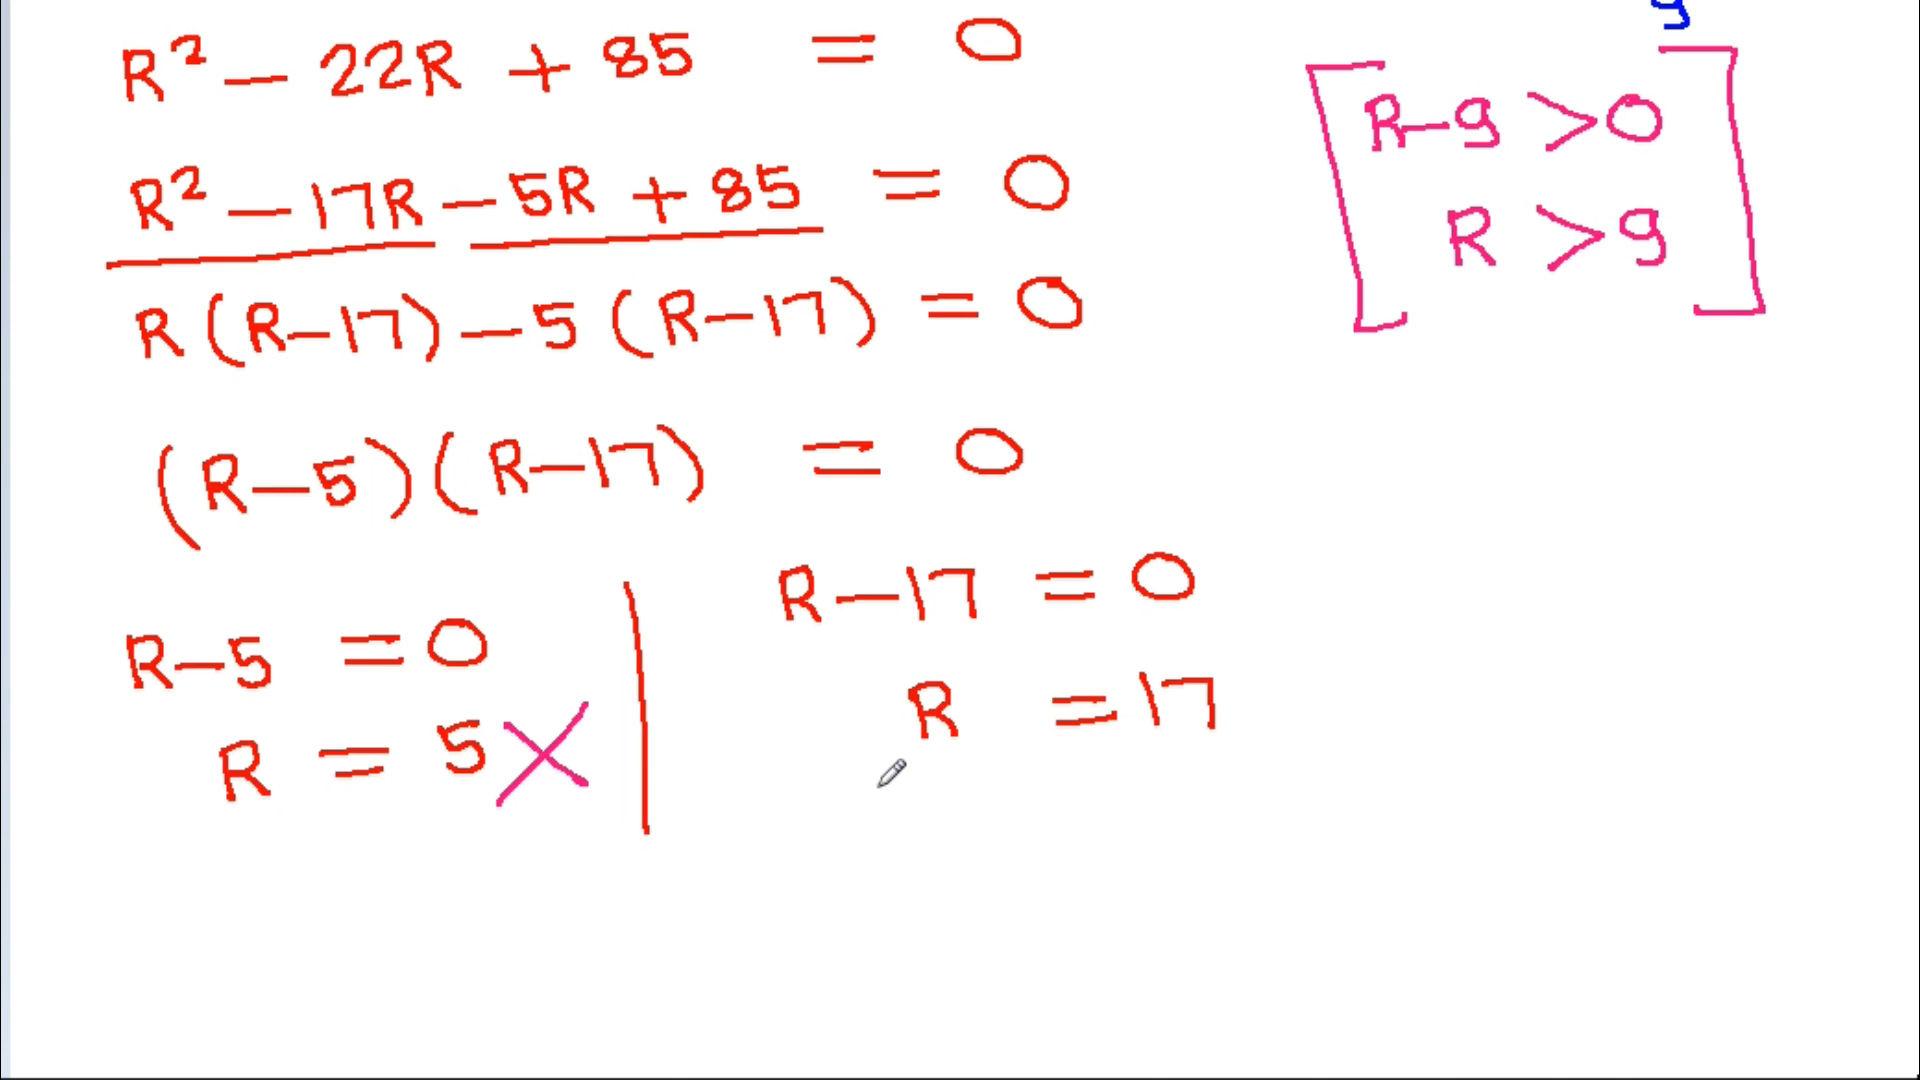 R² − 22R + 85 = 0
R² − 17R − 5R + 85 = 0
R(R−17) − 5(R−17) = 0
(R−5)(R−17) = 0
R−5 = 0
R = 5 X
R−17 = 0
R = 17
R−9 > 0
R > 9